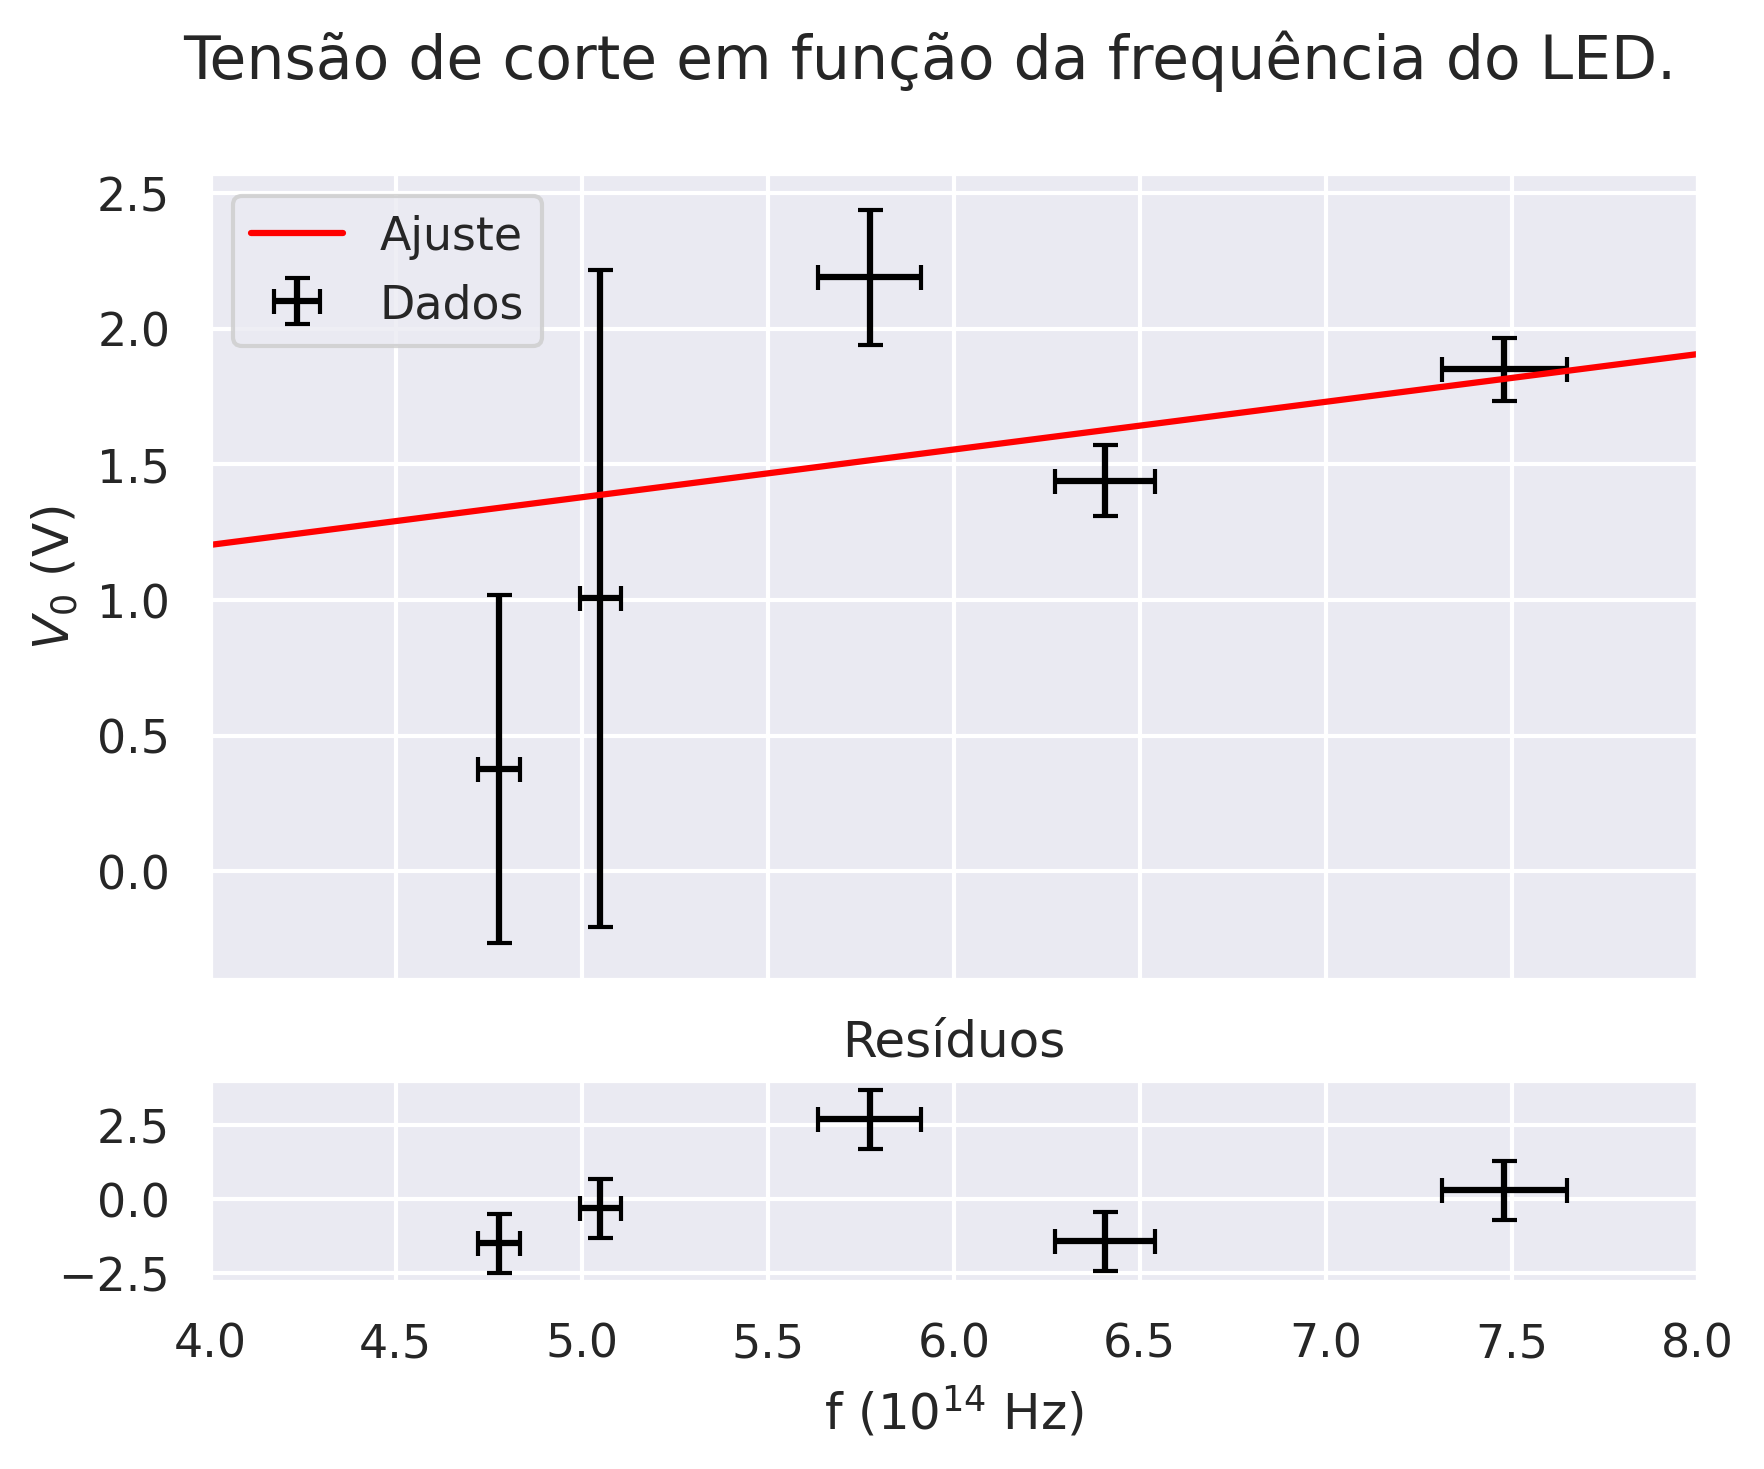 Tensão de corte em função da frequência do LED.
2.5
2.0
1.5
1.0
0.5
0.0
V₀ (V)
Ajuste
Dados
Resíduos
2.5
0.0
−2.5
4.0 4.5 5.0 5.5 6.0 6.5 7.0 7.5 8.0
f (10¹⁴ Hz)